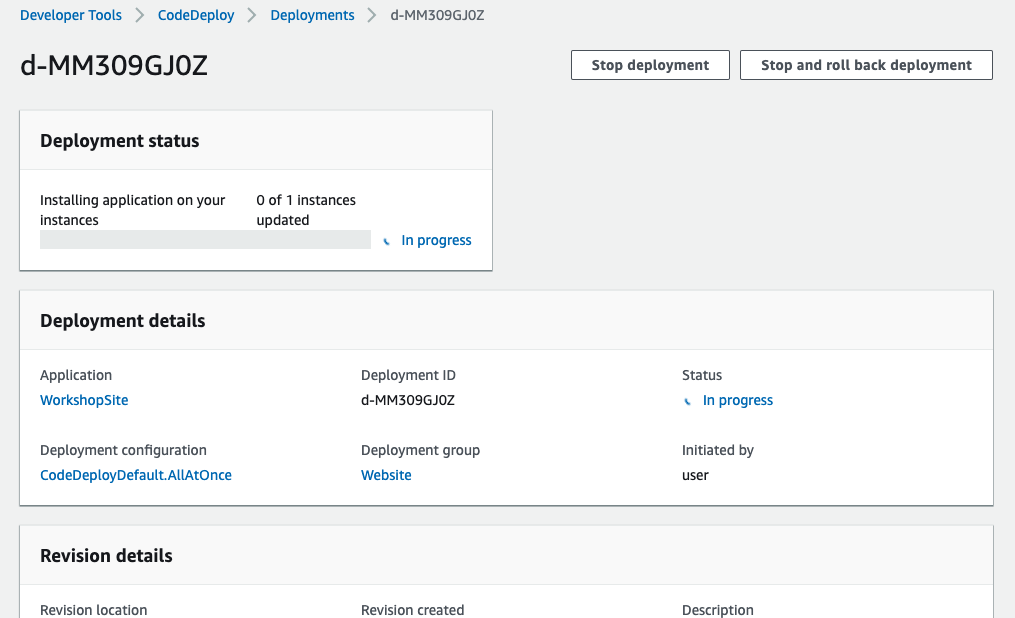 Developer Tools > CodeDeploy > Deployments > d-MM309GJ0Z
d-MM309GJ0Z
Stop deployment
Stop and roll back deployment
Deployment status
Installing application on your
instances
0 of 1 instances
updated
In progress
Deployment details
Application
Deployment ID
Status
WorkshopSite
d-MM309GJ0Z
In progress
Deployment configuration
Deployment group
Initiated by
CodeDeployDefault.AllAtOnce
Website
user
Revision details
Revision location
Revision created
Description